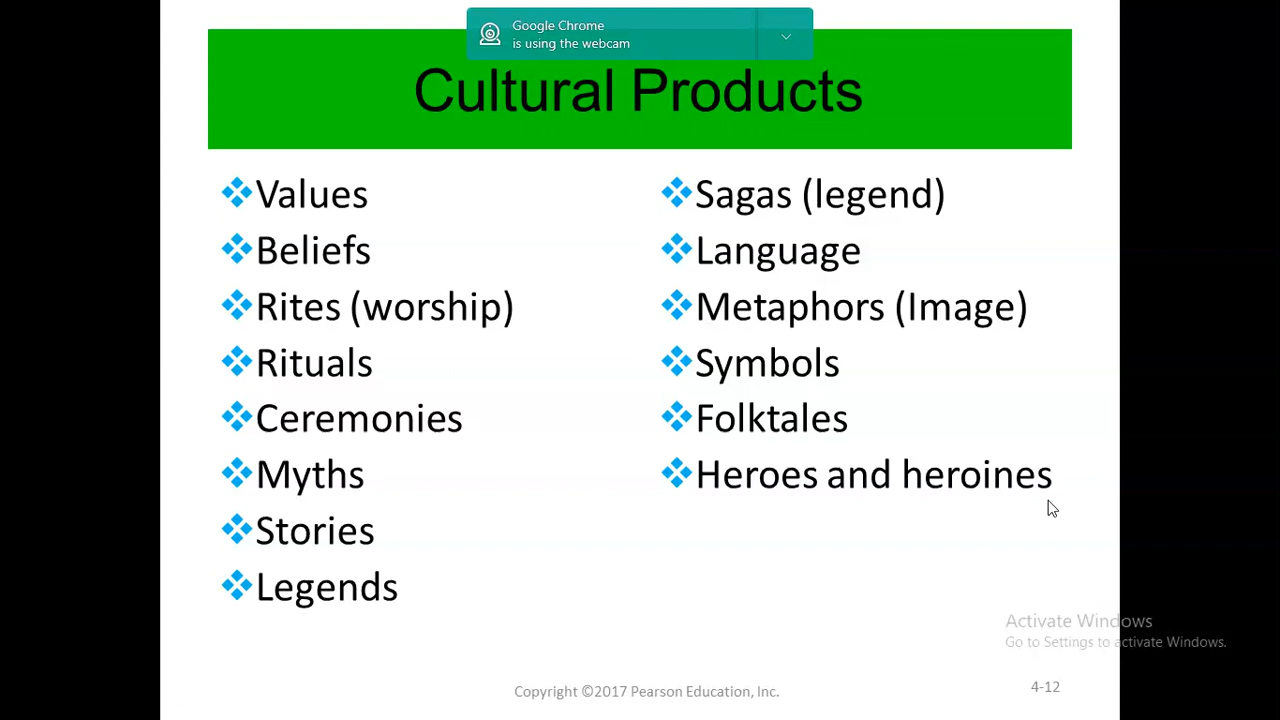 Google Chrome
is using the webcam
Cultural Products
Values
Beliefs
Rites (worship)
Rituals
Ceremonies
Myths
Stories
Legends
Sagas (legend)
Language
Metaphors (Image)
Symbols
Folktales
Heroes and heroines
Activate Windows
Go to Settings to activate Windows.
Copyright ©2017 Pearson Education, Inc.
4-12